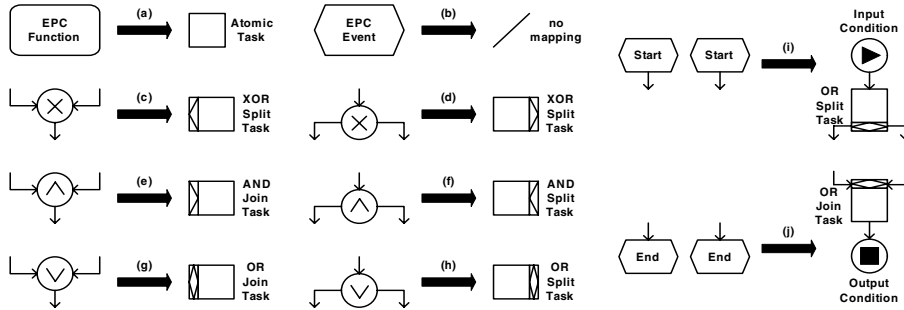 EPC
Function
(a)
Atomic
Task
EPC
Event
(b)
no
mapping
Start
Start
(i)
Input
Condition
OR
Split
Task
(c)
XOR
Split
Task
(d)
XOR
Split
Task
(e)
AND
Join
Task
(f)
AND
Split
Task
OR
Join
Task
(g)
OR
Join
Task
(h)
OR
Split
Task
End
End
(j)
Output
Condition